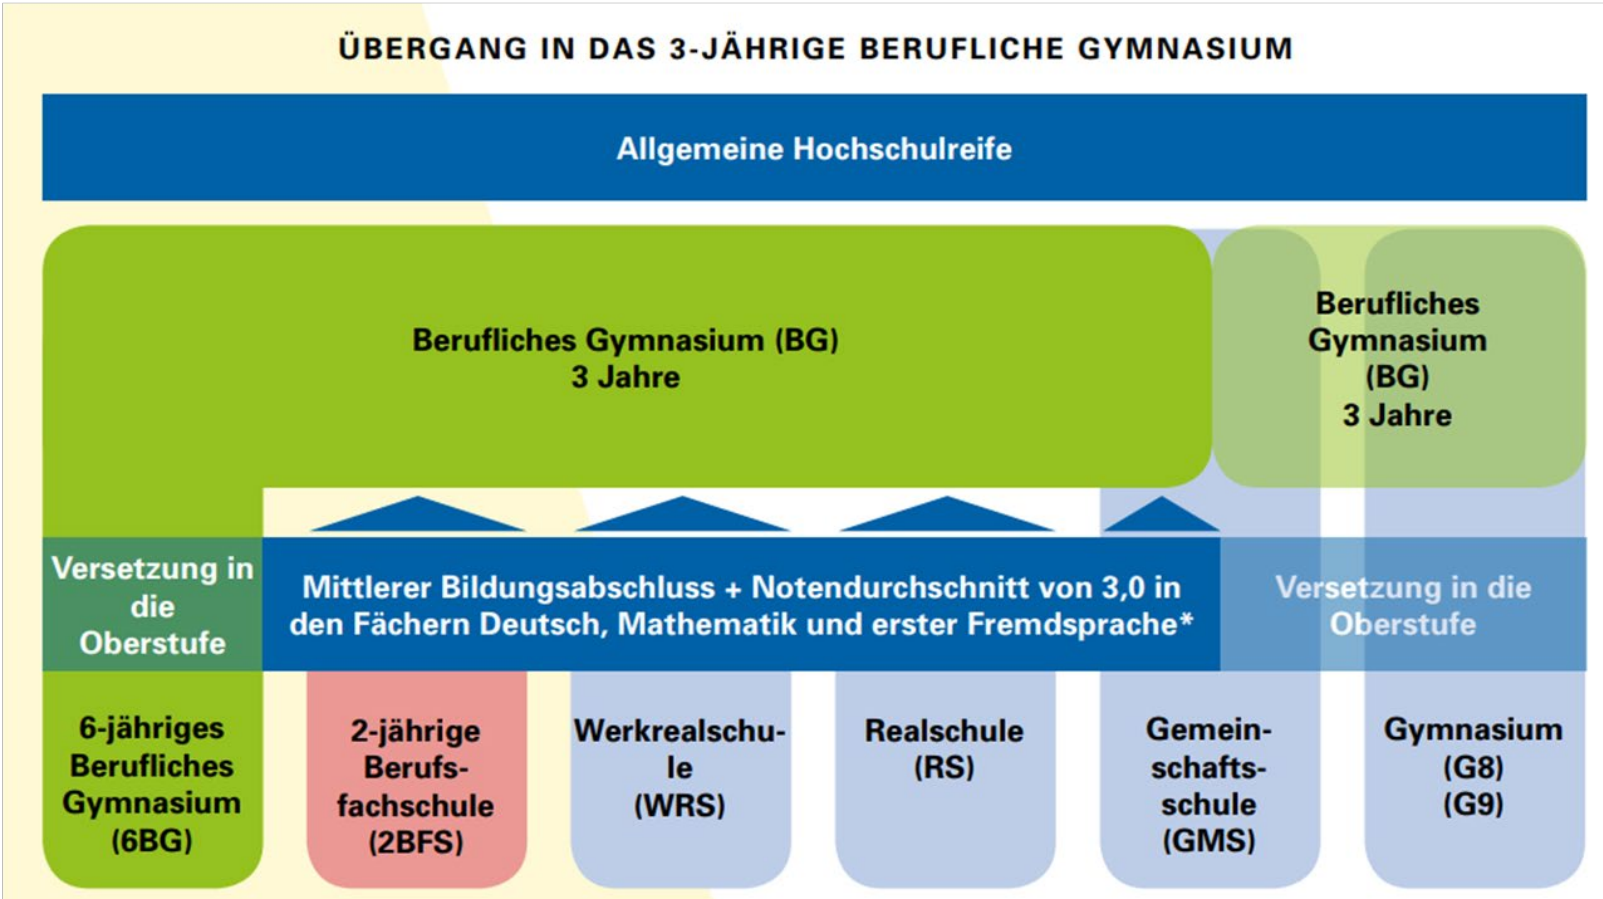 ÜBERGANG IN DAS 3-JÄHRIGE BERUFLICHE GYMNASIUM
Allgemeine Hochschulreife
Berufliches Gymnasium (BG)
3 Jahre
Berufliches
Gymnasium
(BG)
3 Jahre
Versetzung in
die
Oberstufe
Mittlerer Bildungsabschluss + Notendurchschnitt von 3,0 in
den Fächern Deutsch, Mathematik und erster Fremdsprache*
Versetzung in die
Oberstufe
6-jähriges
Berufliches
Gymnasium
(6BG)
2-jährige
Berufs-
fachschule
(2BFS)
Werkrealschu-
le
(WRS)
Realschule
(RS)
Gemein-
schafts-
schule
(GMS)
Gymnasium
(G8)
(G9)